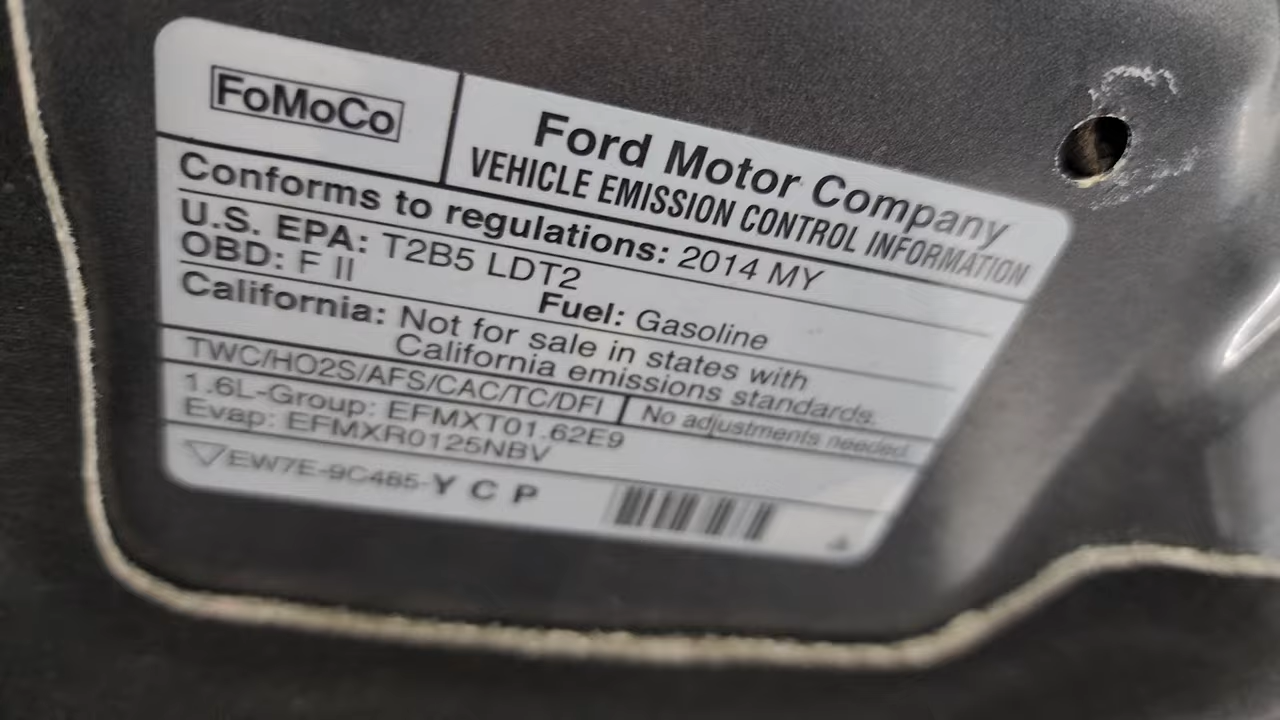 FoMoCo
Ford Motor Company
VEHICLE EMISSION CONTROL INFORMATION
Conforms to regulations: 2014 MY
U.S. EPA: T2B5 LDT2
OBD: F II Fuel: Gasoline
California: Not for sale in states with
California emissions standards.
TWC/HO2S/AFS/CAC/TC/DFI No adjustments needed.
1.6L-Group: EFMXT01.62E9
Evap: EFMXR0125NBV
EW7E-9C485-Y C P